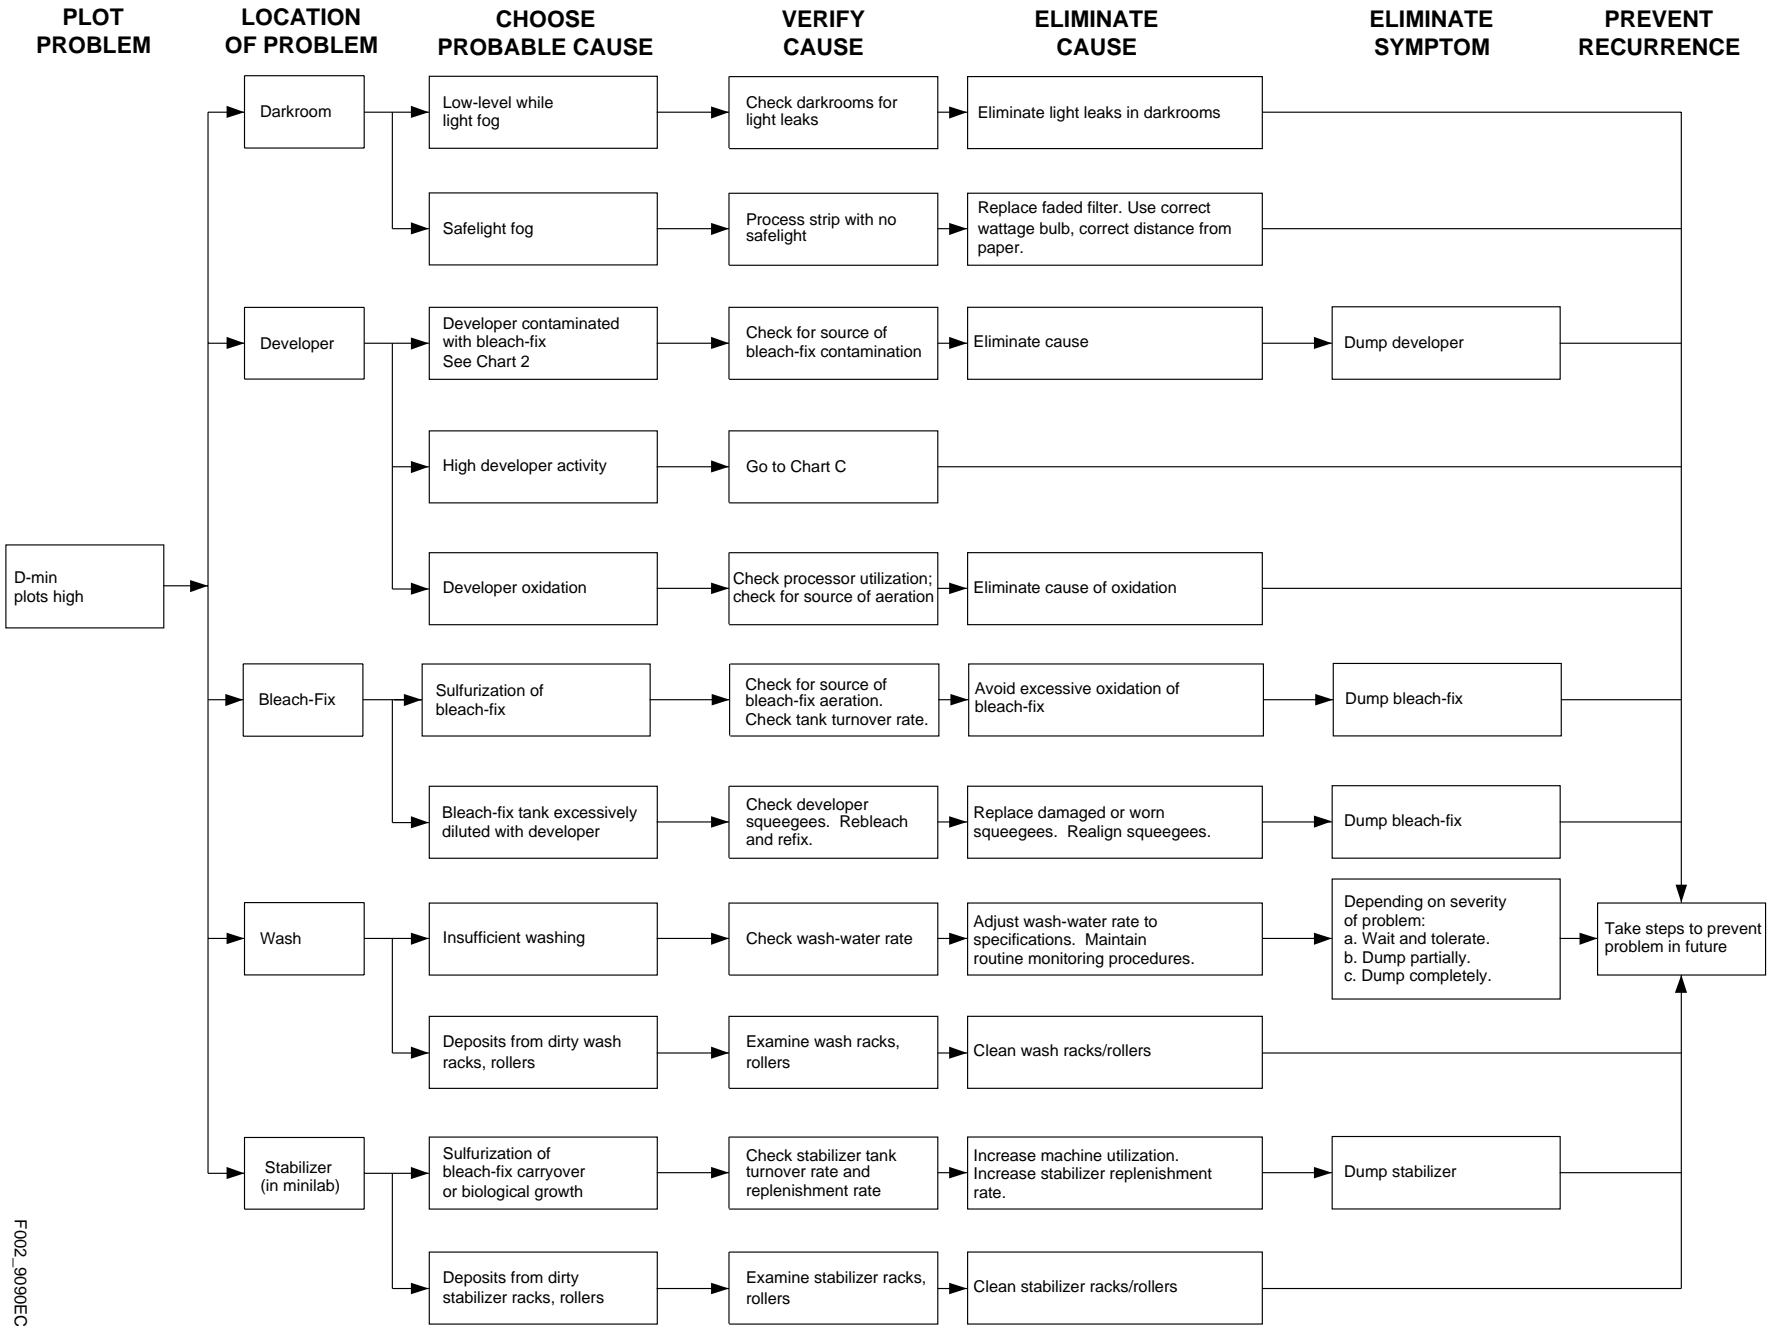 PLOT
PROBLEM
LOCATION
OF PROBLEM
CHOOSE
PROBABLE CAUSE
VERIFY
CAUSE
ELIMINATE
CAUSE
ELIMINATE
SYMPTOM
PREVENT
RECURRENCE
D-min
plots high
Darkroom
Low-level while
light fog
Check darkrooms for
light leaks
Eliminate light leaks in darkrooms
Safelight fog
Process strip with no
safelight
Replace faded filter. Use correct
wattage bulb, correct distance from
paper.
Developer
Developer contaminated
with bleach-fix
See Chart 2
Check for source of
bleach-fix contamination
Eliminate cause
Dump developer
High developer activity
Go to Chart C
Developer oxidation
Check processor utilization;
check for source of aeration
Eliminate cause of oxidation
Bleach-Fix
Sulfurization of
bleach-fix
Check for source of
bleach-fix aeration.
Check tank turnover rate.
Avoid excessive oxidation of
bleach-fix
Dump bleach-fix
Bleach-fix tank excessively
diluted with developer
Check developer
squeegees. Rebleach
and refix.
Replace damaged or worn
squeegees. Realign squeegees.
Dump bleach-fix
Wash
Insufficient washing
Check wash-water rate
Adjust wash-water rate to
specifications. Maintain
routine monitoring procedures.
Depending on severity
of problem:
a. Wait and tolerate.
b. Dump partially.
c. Dump completely.
Take steps to prevent
problem in future
Deposits from dirty wash
racks, rollers
Examine wash racks,
rollers
Clean wash racks/rollers
Stabilizer
(in minilab)
Sulfurization of
bleach-fix carryover
or biological growth
Check stabilizer tank
turnover rate and
replenishment rate
Increase machine utilization.
Increase stabilizer replenishment
rate.
Dump stabilizer
Deposits from dirty
stabilizer racks, rollers
Examine stabilizer racks,
rollers
Clean stabilizer racks/rollers
F002_9090EC